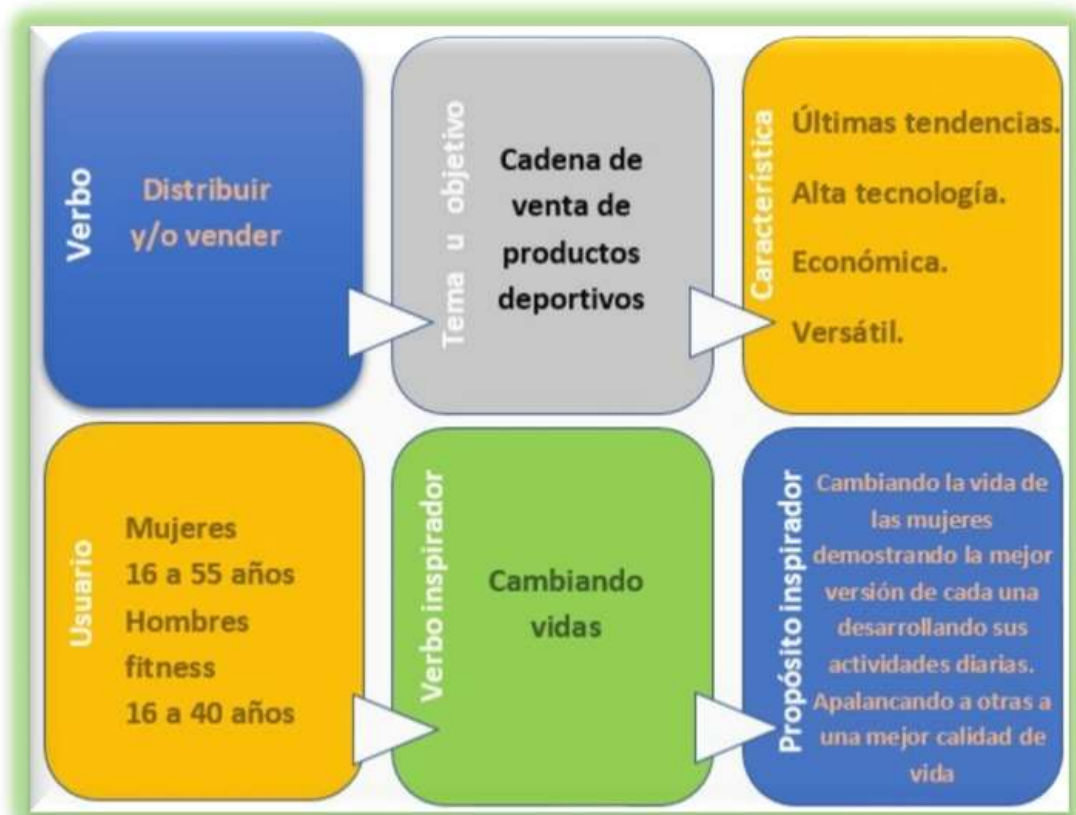 Verbo
Distribuir
y/o vender
Tema u objetivo
Cadena de
venta de
productos
deportivos
Característica
Últimas tendencias.
Alta tecnología.
Económica.
Versátil.
Usuario
Mujeres
16 a 55 años
Hombres
fitness
16 a 40 años
Verbo inspirador
Cambiando
vidas
Propósito inspirador
Cambiando la vida de
las mujeres
demostrando la mejor
versión de cada una
desarrollando sus
actividades diarias.
Apalancando a otras a
una mejor calidad de
vida